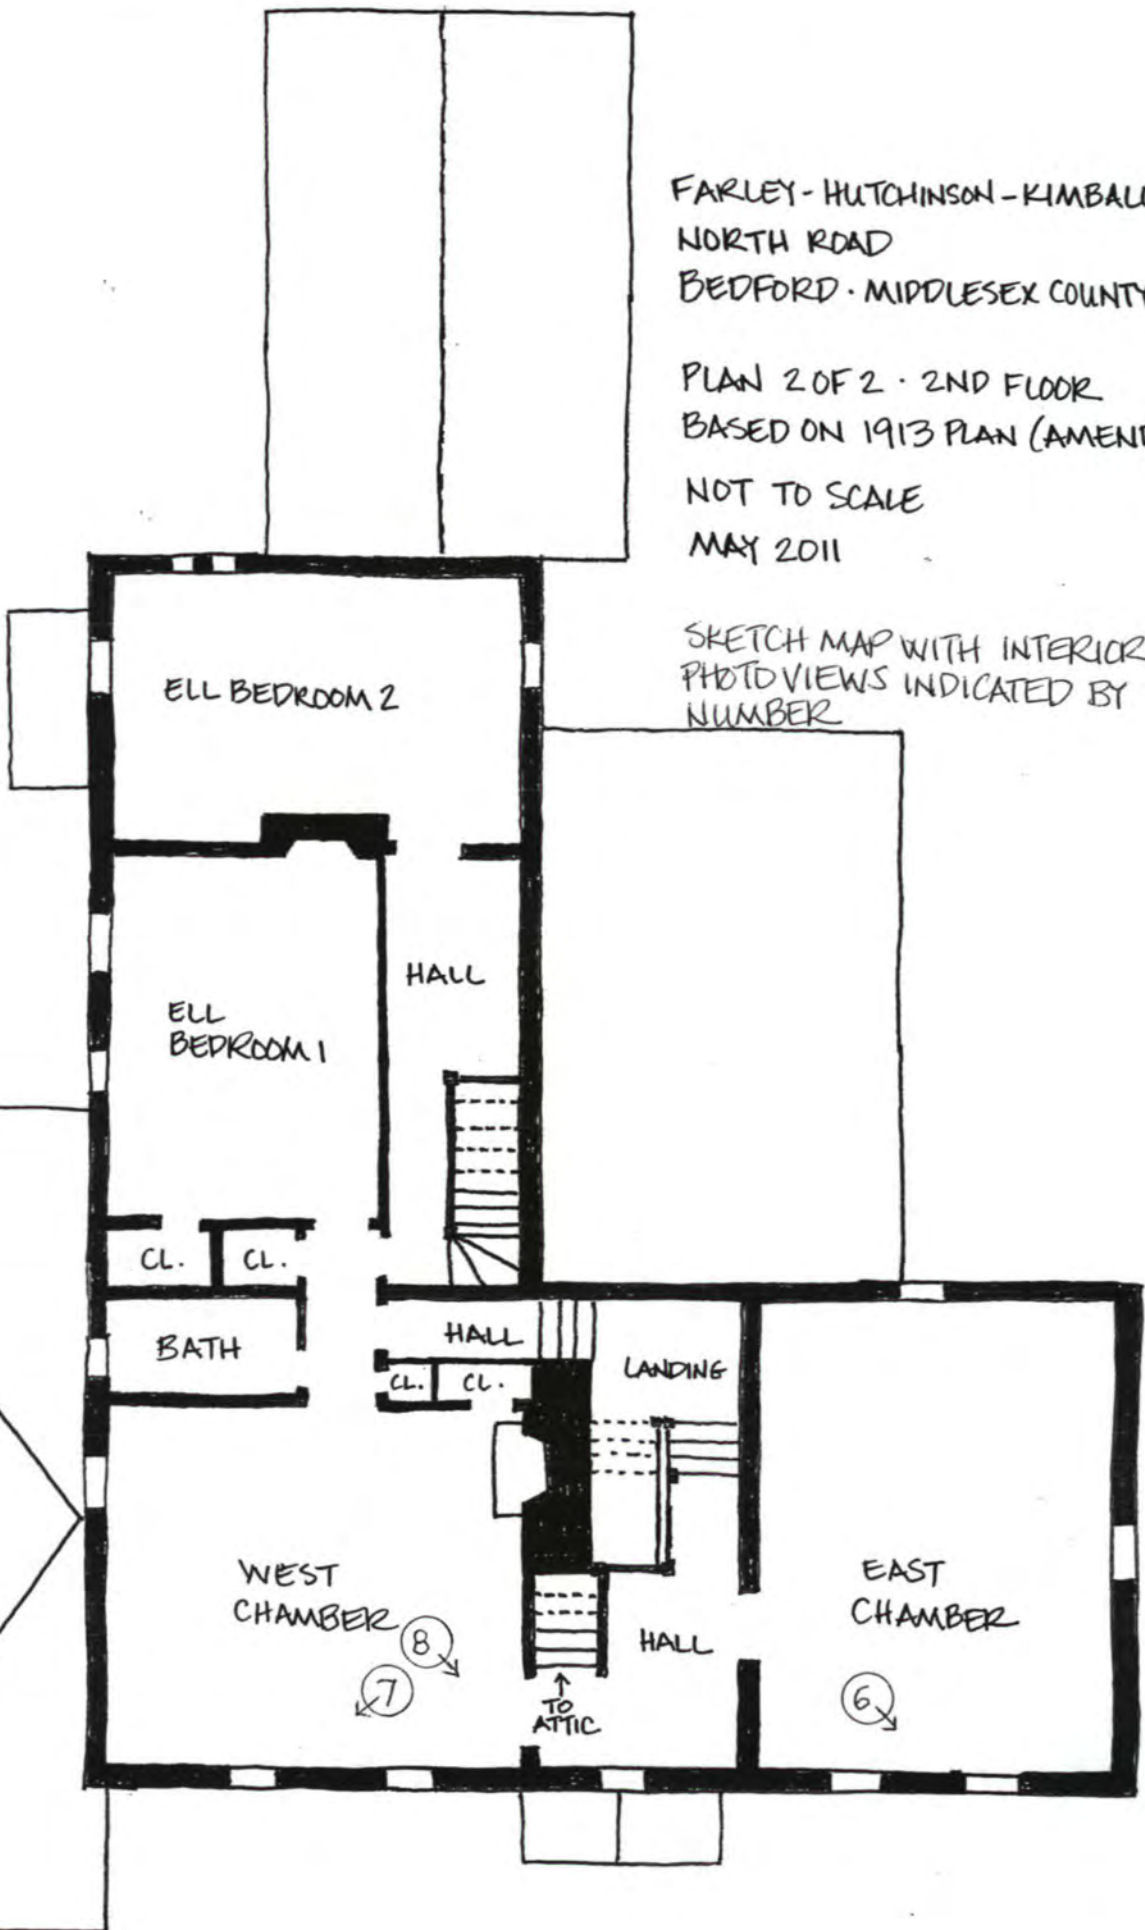 FARLEY-HUTCHINSON-KIMBALL
NORTH ROAD
BEDFORD · MIDDLESEX COUNTY
PLAN 2 OF 2 · 2ND FLOOR
BASED ON 1913 PLAN (AMEND
NOT TO SCALE
MAY 2011
SKETCH MAP WITH INTERIOR
PHOTO VIEWS INDICATED BY
NUMBER
ELL BEDROOM 2
HALL
ELL
BEDROOM 1
CL.
CL.
BATH
HALL
CL.
CL.
LANDING
WEST
CHAMBER
8
7
HALL
TO
ATTIC
EAST
CHAMBER
6